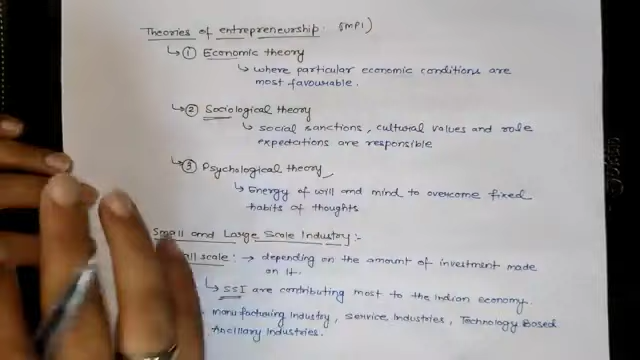 Theories of entrepreneurship: (IMP!)
↳ ① Economic theory
↳ where particular economic conditions are
most favourable.
↳ ② Sociological theory
↳ social sanctions, cultural values and role
expectations are responsible
↳ ③ Psychological theory
↳ Energy of will and mind to overcome fixed
habits of thoughts
Small and Large Scale Industry :-
scale: → depending on the amount of investment made
on it.
↳ SSI are contributing most to the Indian economy.
manufacturing industry, service industries, Technology Based
Ancillary Industries.